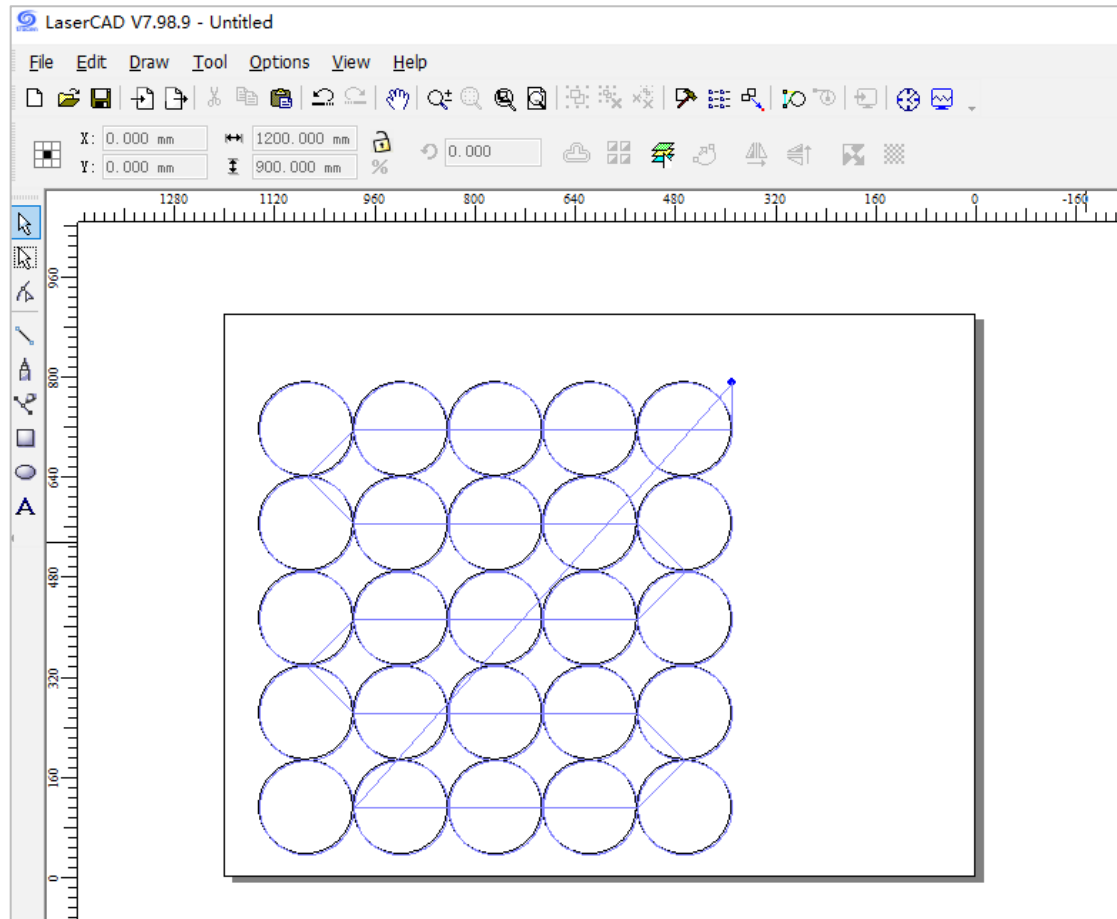 LaserCAD V7.98.9 - Untitled
File Edit Draw Tool Options View Help
X: 0.000 mm 1200.000 mm
Y: 0.000 mm 900.000 mm % 0.000
1280 1120 960 800 640 480 320 160 0 -160
960
800
640
480
320
160
0
A